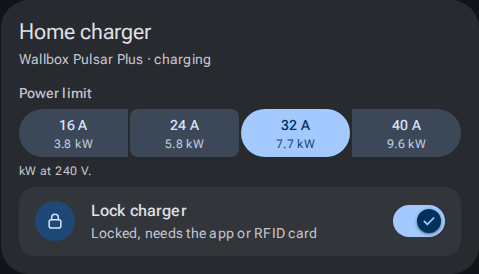 Home charger
Wallbox Pulsar Plus · charging
Power limit
16 A
3.8 kW
24 A
5.8 kW
32 A
7.7 kW
40 A
9.6 kW
kW at 240 V.
Lock charger
Locked, needs the app or RFID card